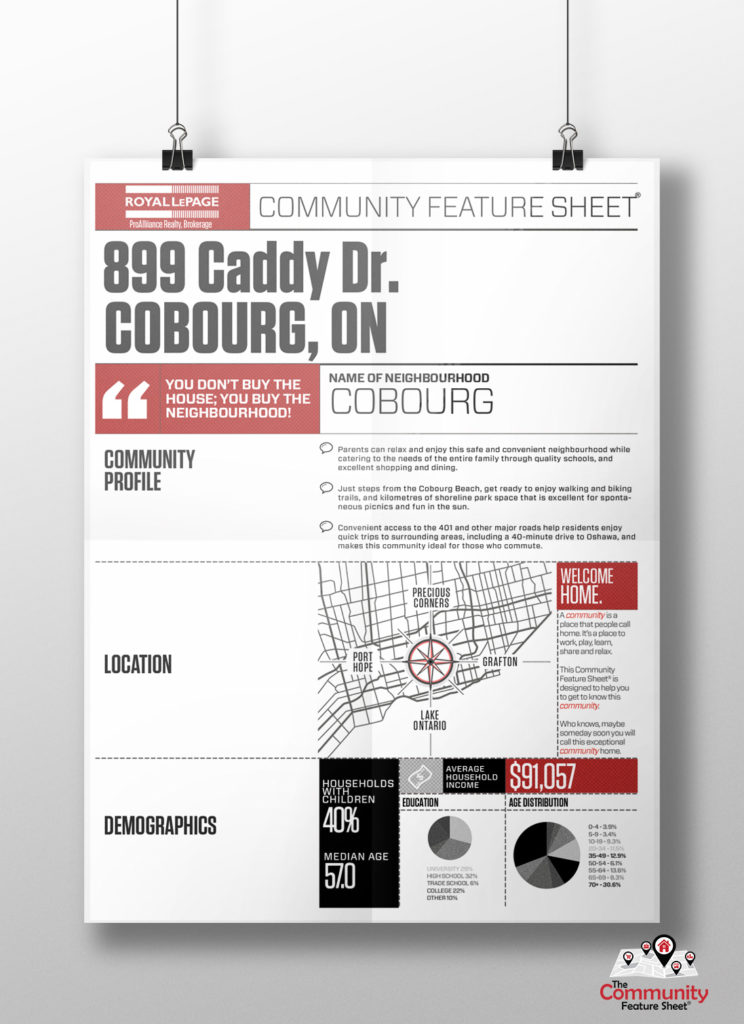 ROYAL LEPAGE
ProAlliance Realty, Brokerage
COMMUNITY FEATURE SHEET®
899 Caddy Dr.
COBOURG, ON
“
YOU DON'T BUY THE
HOUSE; YOU BUY THE
NEIGHBOURHOOD!
NAME OF NEIGHBOURHOOD
COBOURG
COMMUNITY
PROFILE
Parents can relax and enjoy this safe and convenient neighbourhood while
catering to the needs of the entire family through quality schools, and
excellent shopping and dining.
Just steps from the Cobourg Beach, get ready to enjoy walking and biking
trails, and kilometres of shoreline park space that is excellent for sponta-
neous picnics and fun in the sun.
Convenient access to the 401 and other major roads help residents enjoy
quick trips to surrounding areas, including a 40-minute drive to Oshawa, and
makes this community ideal for those who commute.
LOCATION
PRECIOUS
CORNERS
PORT
HOPE
GRAFTON
LAKE
ONTARIO
WELCOME
HOME.
A community is a
place that people call
home. It's a place to
work, play, learn,
share and relax.
This Community
Feature Sheet® is
designed to help you
to get to know this
community.
Who knows, maybe
someday soon you will
call this exceptional
community home.
DEMOGRAPHICS
HOUSEHOLDS
WITH
CHILDREN
40%
MEDIAN AGE
57.0
AVERAGE
HOUSEHOLD
INCOME
$91,057
EDUCATION
HIGH SCHOOL 32%
TRADE SCHOOL 6%
COLLEGE 22%
OTHER 10%
AGE DISTRIBUTION
0-4 - 3.9%
5-9 - 3.4%
10-19 - 9.3%
35-49 - 12.9%
50-54 - 6.1%
55-64 - 13.6%
65-69 - 8.3%
70+ - 30.6%
The
Community
Feature Sheet®